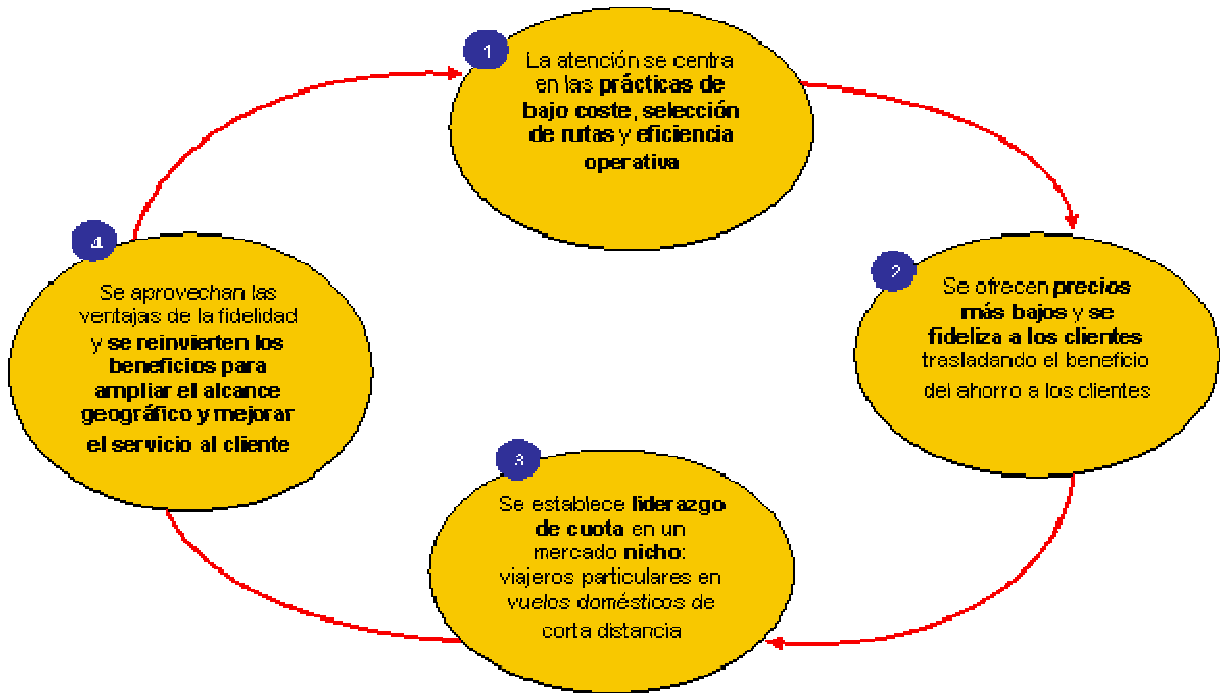 1
La atención se centra
en las prácticas de
bajo coste, selección
de rutas y eficiencia
operativa
2
Se ofrecen precios
más bajos y se
fideliza a los clientes
trasladando el beneficio
del ahorro a los clientes
3
Se establece liderazgo
de cuota en un
mercado nicho:
viajeros particulares en
vuelos domésticos de
corta distancia
4
Se aprovechan las
ventajas de la fidelidad
y se reinvierten los
beneficios para
ampliar el alcance
geográfico y mejorar
el servicio al cliente